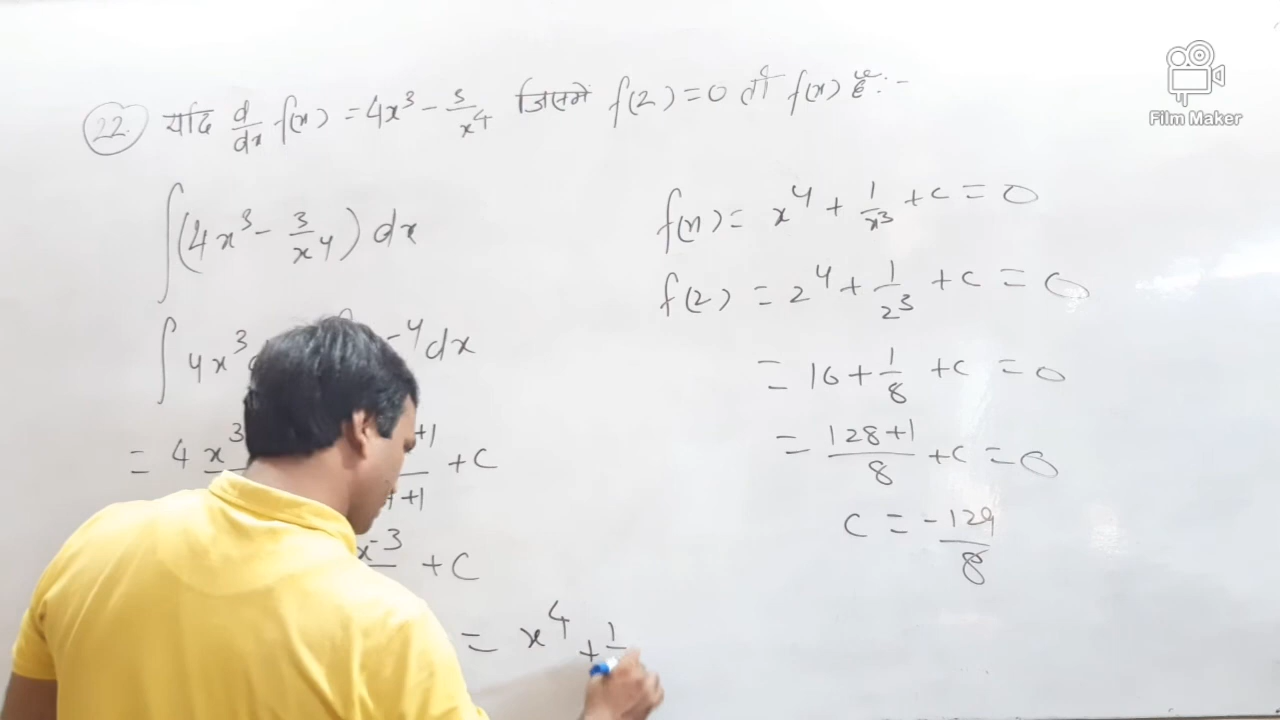 22. यदि d/dx f(x) = 4x³ - 3/x⁴ जिसमे f(2) = 0 तो f(x) है :-
∫(4x³ - 3/x⁴) dx
∫ 4x³ ⁻⁴ dx
= 4 x³ +1 + C
+1
x⁻³ + C
= x⁴ + 1
f(x) = x⁴ + 1/x³ + C = 0
f(2) = 2⁴ + 1/2³ + C = 0
= 16 + 1/8 + C = 0
= 128+1/8 + C = 0
C = -129/8
Film Maker